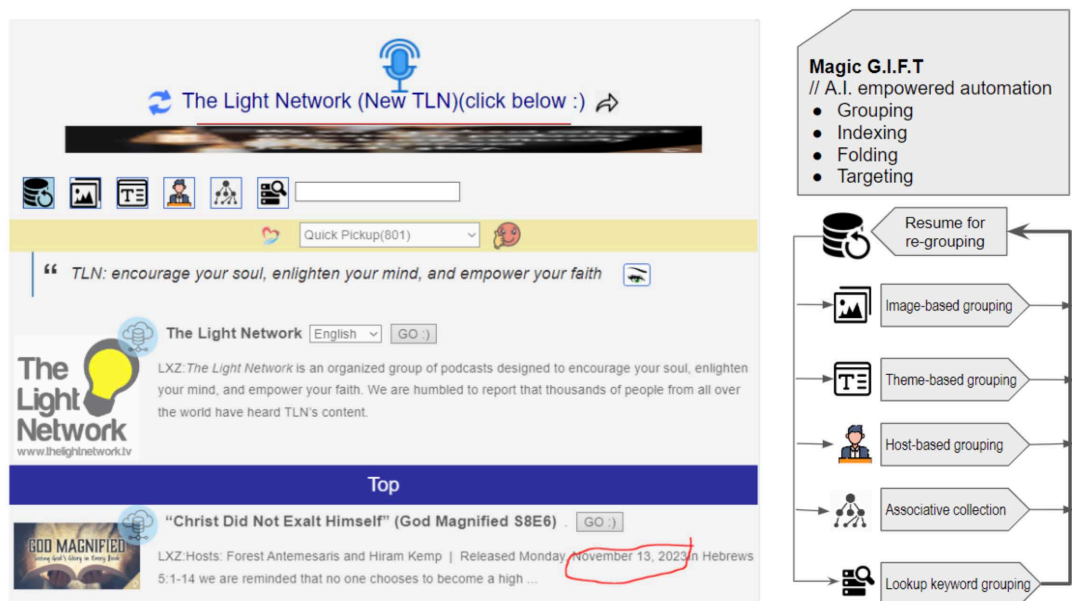 The Light Network (New TLN)(click below :)
Quick Pickup(801)
“ TLN: encourage your soul, enlighten your mind, and empower your faith
The Light Network English GO :)
LXZ:The Light Network is an organized group of podcasts designed to encourage your soul, enlighten
your mind, and empower your faith. We are humbled to report that thousands of people from all over
the world have heard TLN's content.
The
Light
Network
www.thelightnetwork.tv
Top
“Christ Did Not Exalt Himself” (God Magnified S8E6) . GO :)
GOD MAGNIFIED
Seeing God's Glory in Every Book
LXZ:Hosts: Forest Antemesaris and Hiram Kemp | Released Monday, November 13, 2023In Hebrews
5:1-14 we are reminded that no one chooses to become a high ...
Magic G.I.F.T
// A.I. empowered automation
● Grouping
● Indexing
● Folding
● Targeting
Resume for
re-grouping
Image-based grouping
Theme-based grouping
Host-based grouping
Associative collection
Lookup keyword grouping